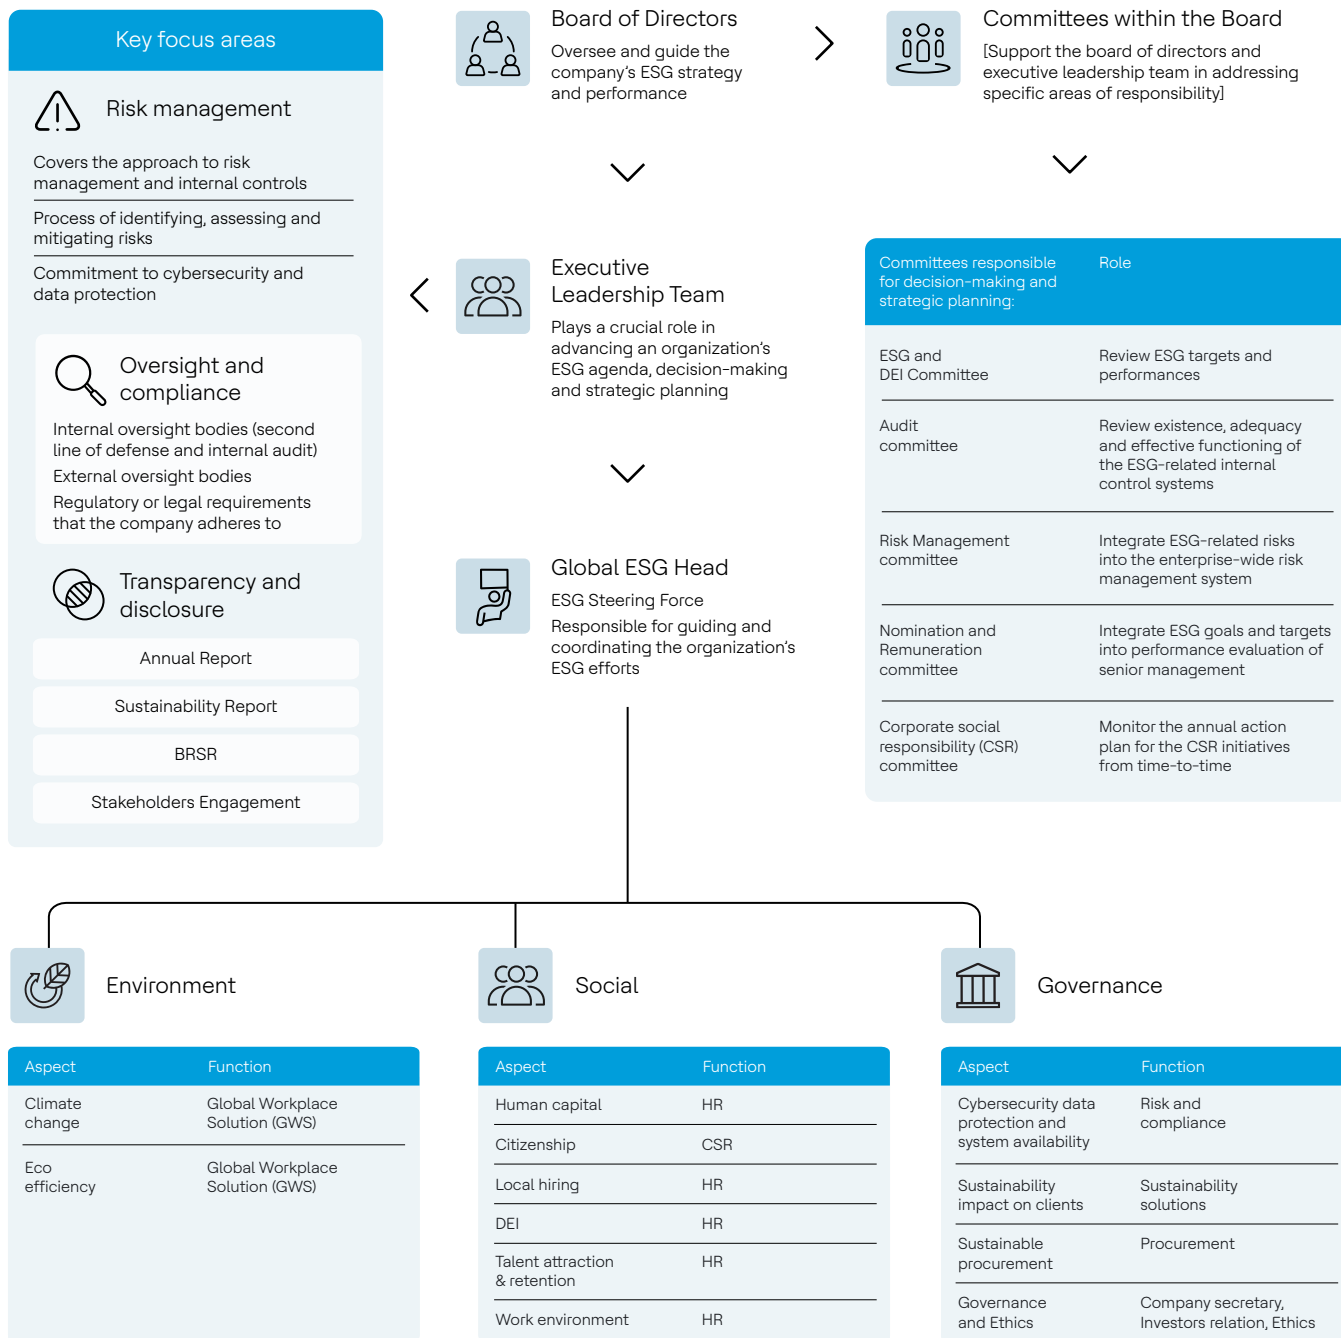 Key focus areas
Risk management
Covers the approach to risk
management and internal controls
Process of identifying, assessing and
mitigating risks
Commitment to cybersecurity and
data protection
Oversight and
compliance
Internal oversight bodies (second
line of defense and internal audit)
External oversight bodies
Regulatory or legal requirements
that the company adheres to
Transparency and
disclosure
Annual Report
Sustainability Report
BRSR
Stakeholders Engagement
Board of Directors
Oversee and guide the
company's ESG strategy
and performance
Executive
Leadership Team
Plays a crucial role in
advancing an organization's
ESG agenda, decision-making
and strategic planning
Global ESG Head
ESG Steering Force
Responsible for guiding and
coordinating the organization's
ESG efforts
Committees within the Board
[Support the board of directors and
executive leadership team in addressing
specific areas of responsibility]
Committees responsible
for decision-making and
strategic planning:
Role
ESG and
DEI Committee
Review ESG targets and
performances
Audit
committee
Review existence, adequacy
and effective functioning of
the ESG-related internal
control systems
Risk Management
committee
Integrate ESG-related risks
into the enterprise-wide risk
management system
Nomination and
Remuneration
committee
Integrate ESG goals and targets
into performance evaluation of
senior management
Corporate social
responsibility (CSR)
committee
Monitor the annual action
plan for the CSR initiatives
from time-to-time
Environment
Aspect
Function
Climate
change
Global Workplace
Solution (GWS)
Eco
efficiency
Global Workplace
Solution (GWS)
Social
Aspect
Function
Human capital
HR
Citizenship
CSR
Local hiring
HR
DEI
HR
Talent attraction
& retention
HR
Work environment
HR
Governance
Aspect
Function
Cybersecurity data
protection and
system availability
Risk and
compliance
Sustainability
impact on clients
Sustainability
solutions
Sustainable
procurement
Procurement
Governance
and Ethics
Company secretary,
Investors relation, Ethics